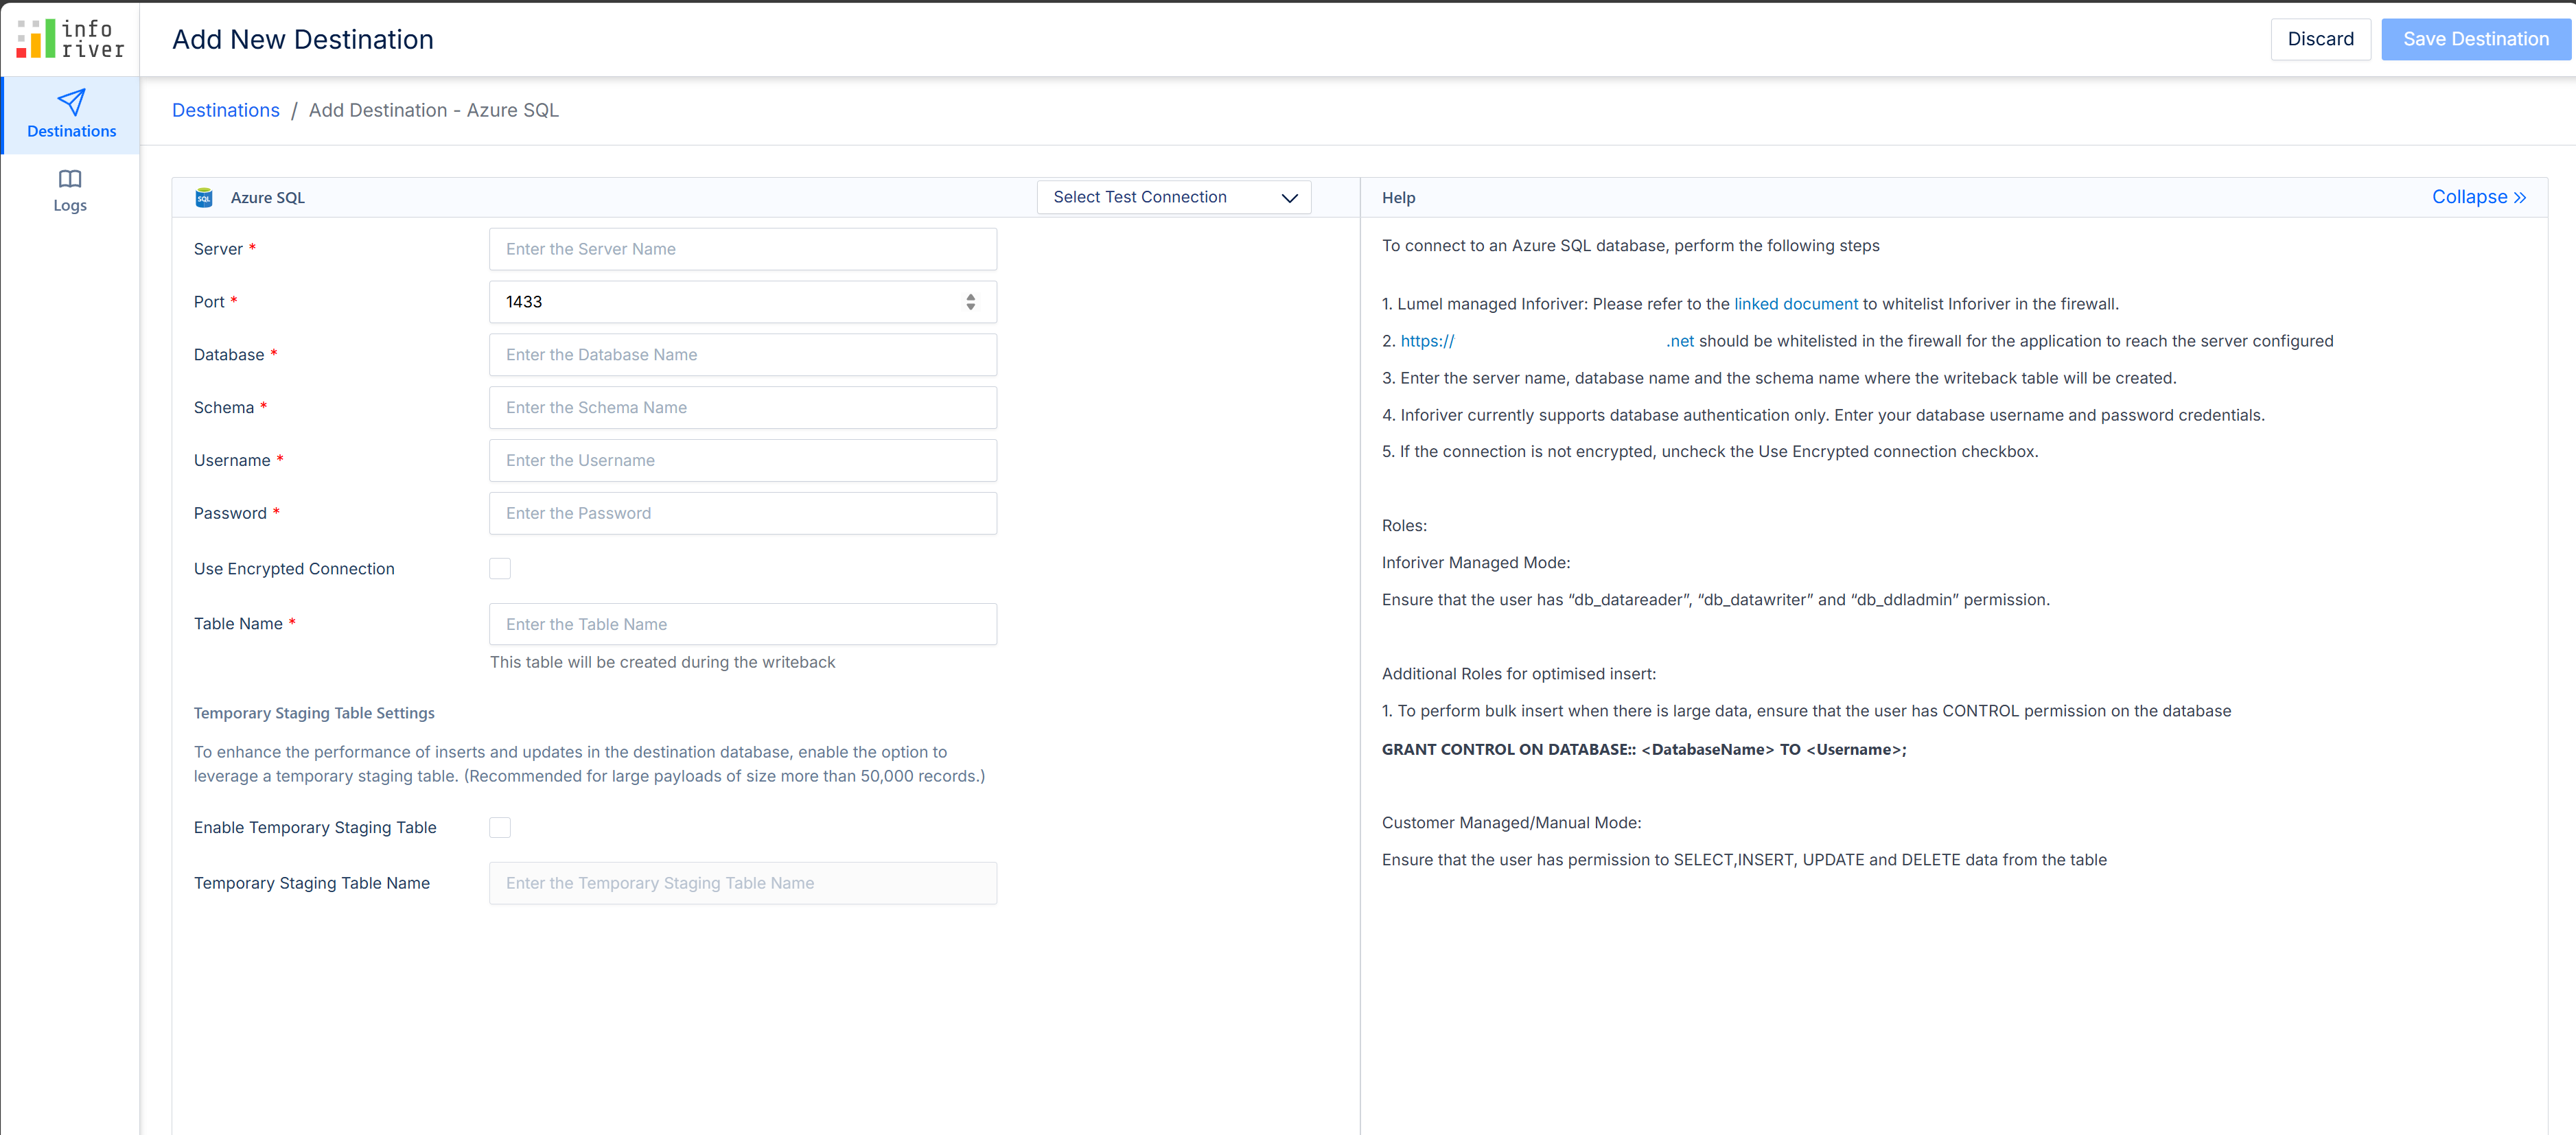 info
river
Add New Destination
Discard
Save Destination
Destinations
Logs
Destinations / Add Destination - Azure SQL
SQL
Azure SQL
Select Test Connection
Server *
Enter the Server Name
Port *
1433
Database *
Enter the Database Name
Schema *
Enter the Schema Name
Username *
Enter the Username
Password *
Enter the Password
Use Encrypted Connection
Table Name *
Enter the Table Name
This table will be created during the writeback
Temporary Staging Table Settings
To enhance the performance of inserts and updates in the destination database, enable the option to
leverage a temporary staging table. (Recommended for large payloads of size more than 50,000 records.)
Enable Temporary Staging Table
Temporary Staging Table Name
Enter the Temporary Staging Table Name
Help
Collapse »
To connect to an Azure SQL database, perform the following steps
1. Lumel managed Inforiver: Please refer to the linked document to whitelist Inforiver in the firewall.
2. https:// .net should be whitelisted in the firewall for the application to reach the server configured
3. Enter the server name, database name and the schema name where the writeback table will be created.
4. Inforiver currently supports database authentication only. Enter your database username and password credentials.
5. If the connection is not encrypted, uncheck the Use Encrypted connection checkbox.
Roles:
Inforiver Managed Mode:
Ensure that the user has “db_datareader”, “db_datawriter” and “db_ddladmin” permission.
Additional Roles for optimised insert:
1. To perform bulk insert when there is large data, ensure that the user has CONTROL permission on the database
GRANT CONTROL ON DATABASE:: <DatabaseName> TO <Username>;
Customer Managed/Manual Mode:
Ensure that the user has permission to SELECT,INSERT, UPDATE and DELETE data from the table